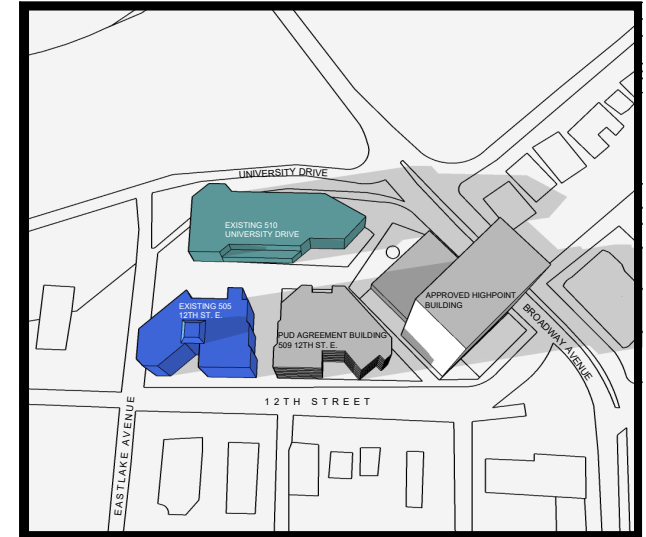 UNIVERSITY DRIVE
EXISTING 510
UNIVERSITY DRIVE
EXISTING 505
12TH ST. E.
PUD AGREEMENT BUILDING
509 12TH ST. E.
APPROVED HIGHPOINT
BUILDING
BROADWAY AVENUE
12TH STREET
EASTLAKE AVENUE